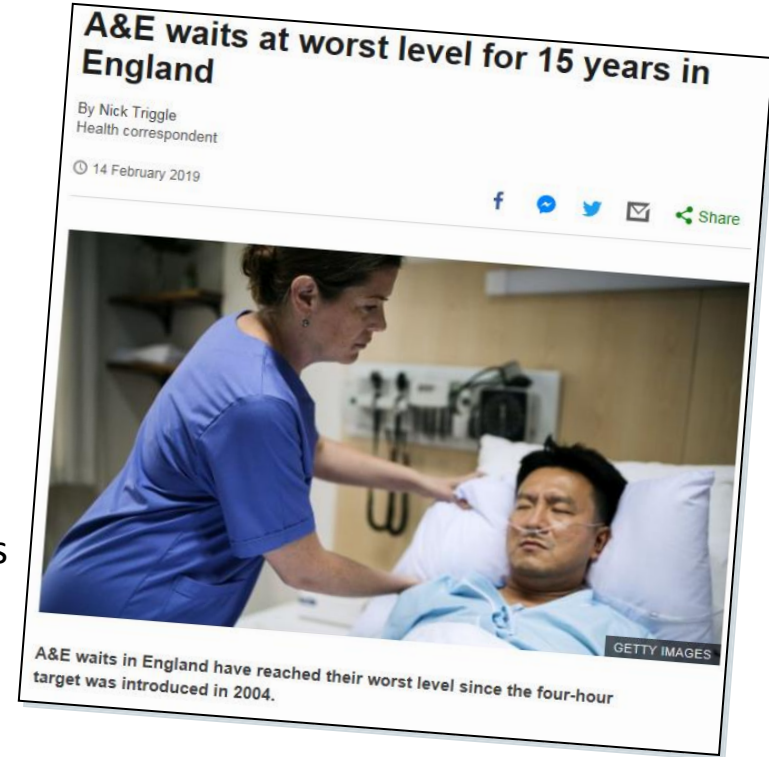 A&E waits at worst level for 15 years in
England
By Nick Triggle
Health correspondent
14 February 2019
Share
GETTY IMAGES
A&E waits in England have reached their worst level since the four-hour
target was introduced in 2004.
s